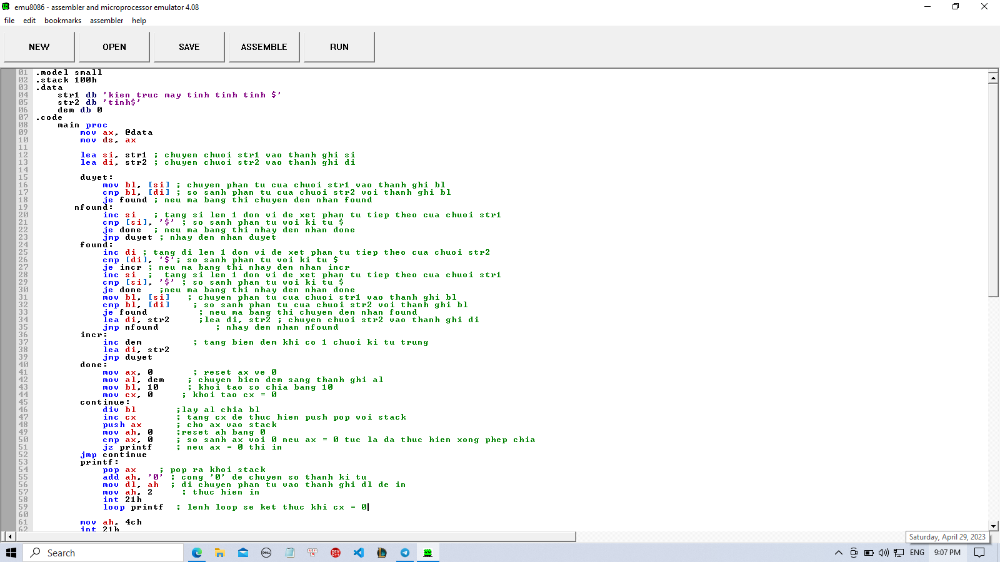 emu8086 - assembler and microprocessor emulator 4.08
file edit bookmarks assembler help
NEW OPEN SAVE ASSEMBLE RUN
01 .model small
02 .stack 100h
03 .data
04 str1 db 'kien truc may tinh tinh tinh $'
05 str2 db 'tinh$'
06 dem db 0
07 .code
08 main proc
09 mov ax, @data
10 mov ds, ax
11
12 lea si, str1 ; chuyen chuoi str1 vao thanh ghi si
13 lea di, str2 ; chuyen chuoi str2 vao thanh ghi di
14
15 duyet:
16 mov bl, [si] ; chuyen phan tu cua chuoi str1 vao thanh ghi bl
17 cmp bl, [di] ; so sanh phan tu cua chuoi str2 voi thanh ghi bl
18 je found ; neu ma bang thi chuyen den nhan found
19 nfound:
20 inc si ; tang si len 1 don vi de xet phan tu tiep theo cua chuoi str1
21 cmp [si], '$' ; so sanh phan tu voi ki tu $
22 je done ; neu ma bang thi nhay den nhan done
23 jmp duyet ; nhay den nhan duyet
24 found:
25 inc di ; tang di len 1 don vi de xet phan tu tiep theo cua chuoi str2
26 cmp [di], '$'; so sanh phan tu voi ki tu $
27 je incr ; neu ma bang thi nhay den nhan incr
28 inc si ; tang si len 1 don vi de xet phan tu tiep theo cua chuoi str1
29 cmp [si], '$' ; so sanh phan tu voi ki tu $
30 je done ;neu ma bang thi nhay den nhan done
31 mov bl, [si] ; chuyen phan tu cua chuoi str1 vao thanh ghi bl
32 cmp bl, [di] ; so sanh phan tu cua chuoi str2 voi thanh ghi bl
33 je found ; neu ma bang thi chuyen den nhan found
34 lea di, str2 ;lea di, str2 ; chuyen chuoi str2 vao thanh ghi di
35 jmp nfound ; nhay den nhan nfound
36 incr:
37 inc dem ; tang bien dem khi co 1 chuoi ki tu trung
38 lea di, str2
39 jmp duyet
40 done:
41 mov ax, 0 ; reset ax ve 0
42 mov al, dem ; chuyen bien dem sang thanh ghi al
43 mov bl, 10 ; khoi tao so chia bang 10
44 mov cx, 0 ; khoi tao cx = 0
45 continue:
46 div bl ;lay al chia bl
47 inc cx ; tang cx de thuc hien push pop voi stack
48 push ax ; cho ax vao stack
49 mov ah, 0 ;reset ah bang 0
50 cmp ax, 0 ; so sanh ax voi 0 neu ax = 0 tuc la da thuc hien xong phep chia
51 jz printf ; neu ax = 0 thi in
52 jmp continue
53 printf:
54 pop ax ; pop ra khoi stack
55 add ah, '0' ; cong '0' de chuyen so thanh ki tu
56 mov dl, ah ; di chuyen phan tu vao thanh ghi dl de in
57 mov ah, 2 ; thuc hien in
58 int 21h
59 loop printf ; lenh loop se ket thuc khi cx = 0
60
61 mov ah, 4ch
62 int 21h
Saturday, April 29, 2023
Search
DELL
DEV C++
ENG 9:07 PM